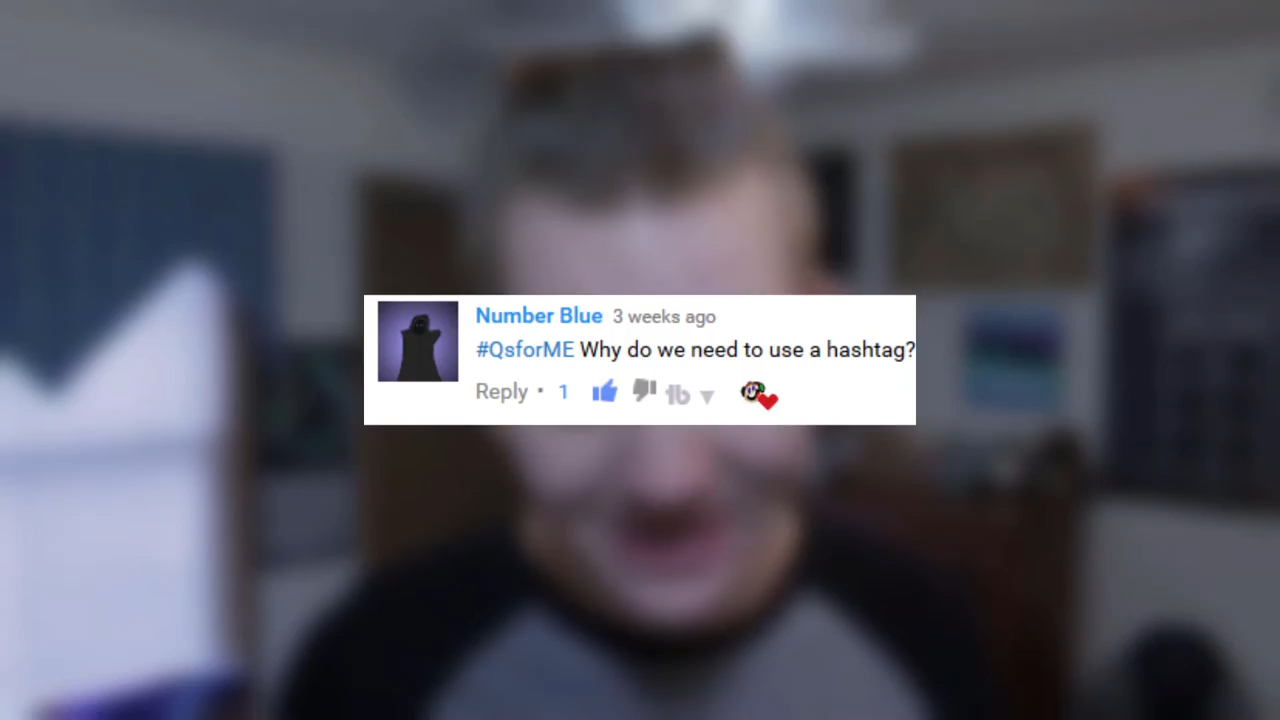 Number Blue 3 weeks ago
#QsforME Why do we need to use a hashtag?
Reply • 1